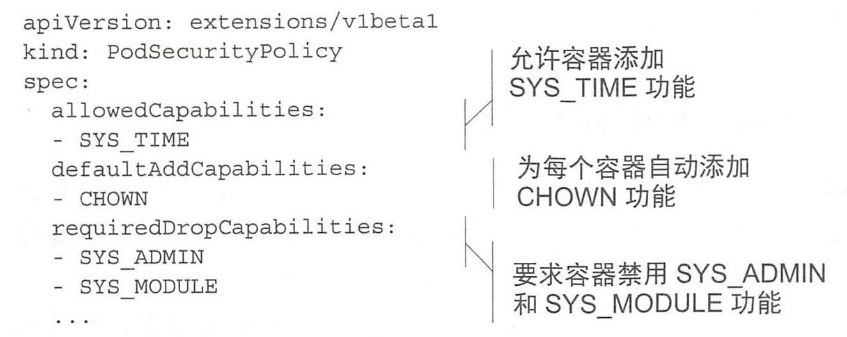 apiVersion: extensions/v1beta1
kind: PodSecurityPolicy
spec:
  allowedCapabilities:
  - SYS_TIME
  defaultAddCapabilities:
  - CHOWN
  requiredDropCapabilities:
  - SYS_ADMIN
  - SYS_MODULE
  ...
允许容器添加
SYS_TIME 功能
为每个容器自动添加
CHOWN 功能
要求容器禁用 SYS_ADMIN
和 SYS_MODULE 功能